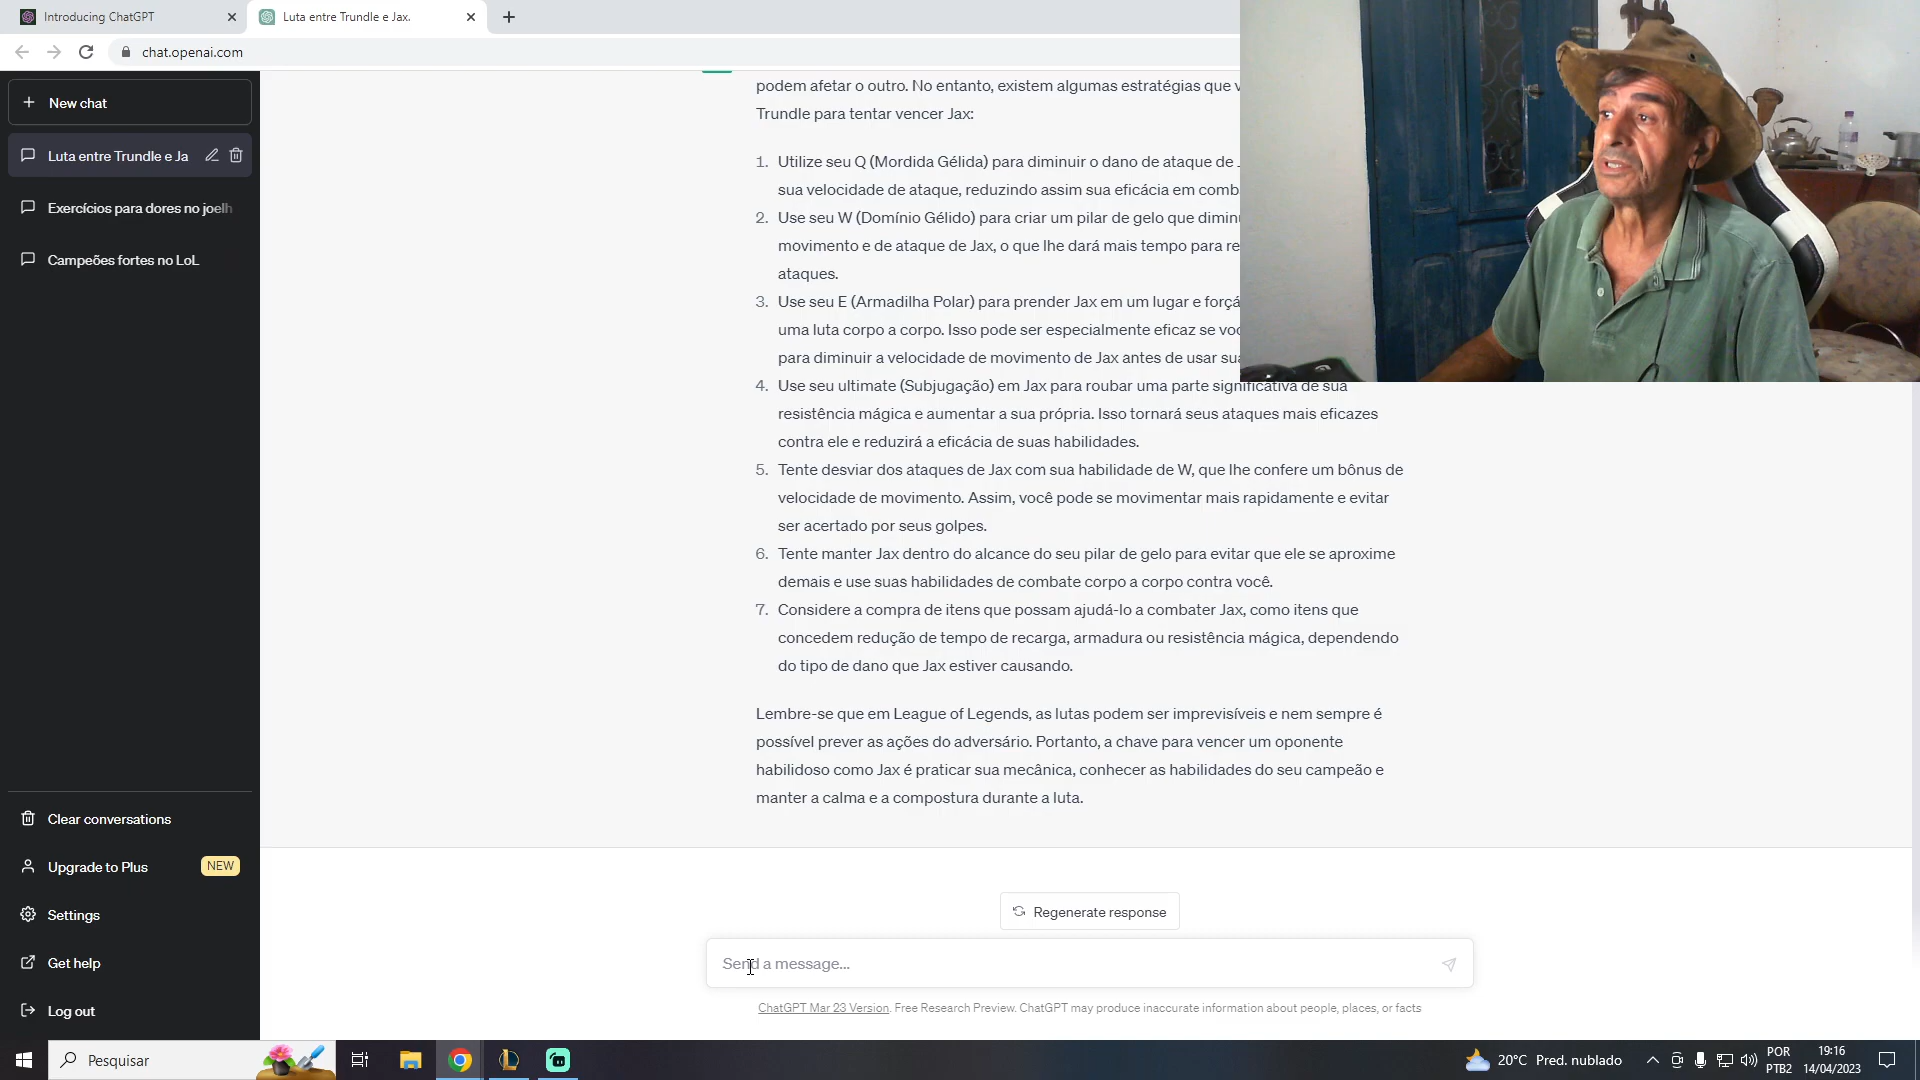 Introducing ChatGPT
Luta entre Trundle e Jax.
chat.openai.com
New chat
Luta entre Trundle e Ja
Exercícios para dores no joelh
Campeões fortes no LoL
podem afetar o outro. No entanto, existem algumas estratégias que v
Trundle para tentar vencer Jax:
1. Utilize seu Q (Mordida Gélida) para diminuir o dano de ataque de
sua velocidade de ataque, reduzindo assim sua eficácia em comb
2. Use seu W (Domínio Gélido) para criar um pilar de gelo que dimin
movimento e de ataque de Jax, o que lhe dará mais tempo para re
ataques.
3. Use seu E (Armadilha Polar) para prender Jax em um lugar e forçá
uma luta corpo a corpo. Isso pode ser especialmente eficaz se voc
para diminuir a velocidade de movimento de Jax antes de usar sua
4. Use seu ultimate (Subjugação) em Jax para roubar uma parte significativa de sua
resistência mágica e aumentar a sua própria. Isso tornará seus ataques mais eficazes
contra ele e reduzirá a eficácia de suas habilidades.
5. Tente desviar dos ataques de Jax com sua habilidade de W, que lhe confere um bônus de
velocidade de movimento. Assim, você pode se movimentar mais rapidamente e evitar
ser acertado por seus golpes.
6. Tente manter Jax dentro do alcance do seu pilar de gelo para evitar que ele se aproxime
demais e use suas habilidades de combate corpo a corpo contra você.
7. Considere a compra de itens que possam ajudá-lo a combater Jax, como itens que
concedem redução de tempo de recarga, armadura ou resistência mágica, dependendo
do tipo de dano que Jax estiver causando.
Lembre-se que em League of Legends, as lutas podem ser imprevisíveis e nem sempre é
possível prever as ações do adversário. Portanto, a chave para vencer um oponente
habilidoso como Jax é praticar sua mecânica, conhecer as habilidades do seu campeão e
manter a calma e a compostura durante a luta.
Clear conversations
Upgrade to Plus NEW
Settings
Get help
Log out
Regenerate response
Send a message...
ChatGPT Mar 23 Version. Free Research Preview. ChatGPT may produce inaccurate information about people, places, or facts
Pesquisar
20°C Pred. nublado
POR
PTB2
19:16
14/04/2023